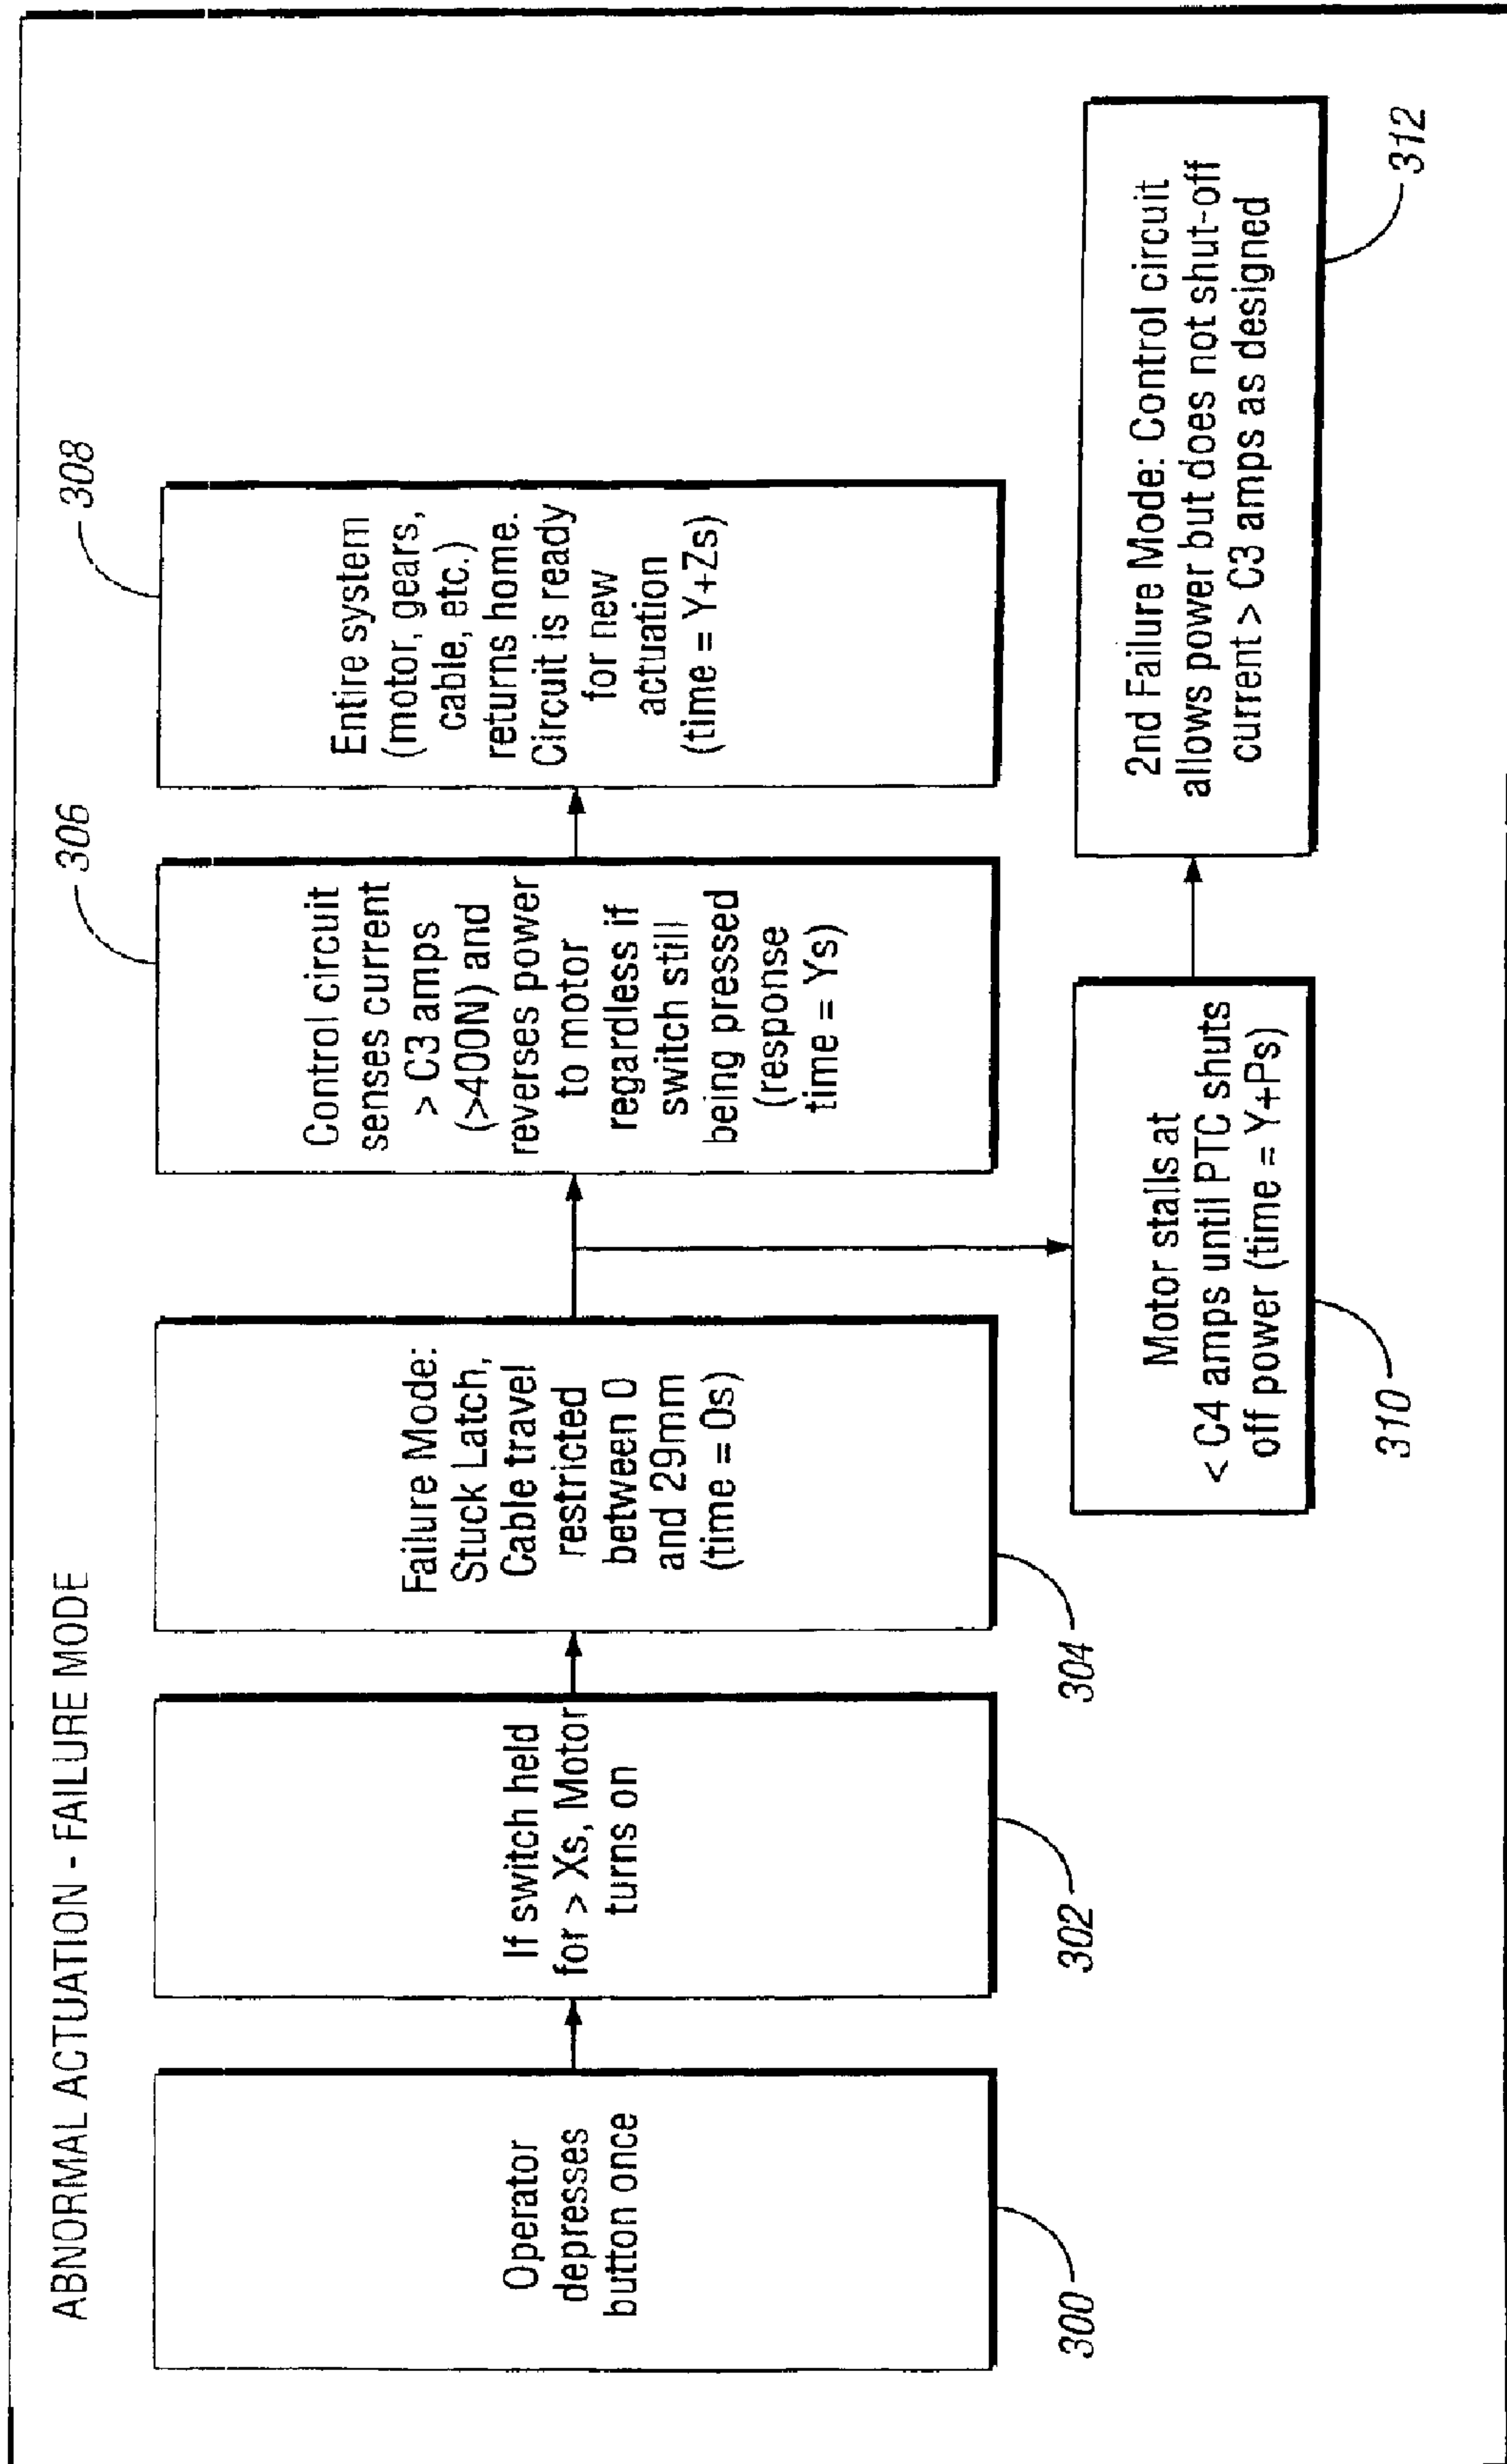 ABNORMAL ACTUATION - FAILURE MODE
Operator
depresses
button once
300
If switch held
for > Xs, Motor
turns on
302
Failure Mode:
Stuck Latch,
Cable travel
restricted
between 0
and 29mm
(time = 0s)
304
Control circuit
senses current
> C3 amps
(>400N) and
reverses power
to motor
regardless if
switch still
being pressed
(response
time = Ys)
306
Entire system
(motor, gears,
cable, etc.)
returns home.
Circuit is ready
for new
actuation
(time = Y+Zs)
308
Motor stalls at
< C4 amps until PTC shuts
off power (time = Y+Ps)
310
2nd Failure Mode: Control circuit
allows power but does not shut-off
current > C3 amps as designed
312